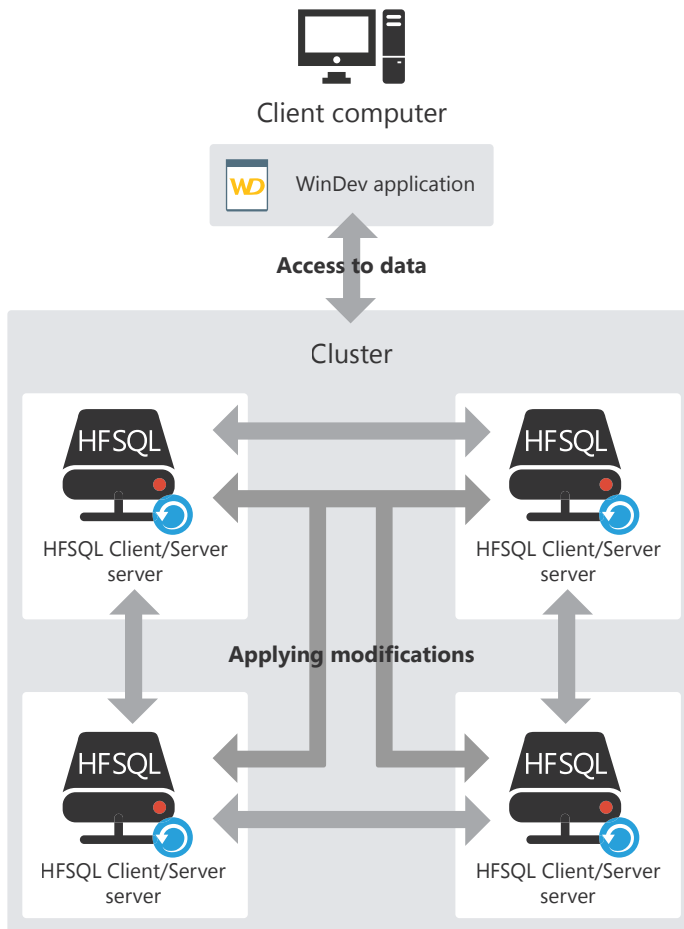 Client computer
WD
WinDev application
Access to data
Cluster
HFSQL
HFSQL
HFSQL Client/Server
server
HFSQL Client/Server
server
Applying modifications
HFSQL
HFSQL
HFSQL Client/Server
server
HFSQL Client/Server
server